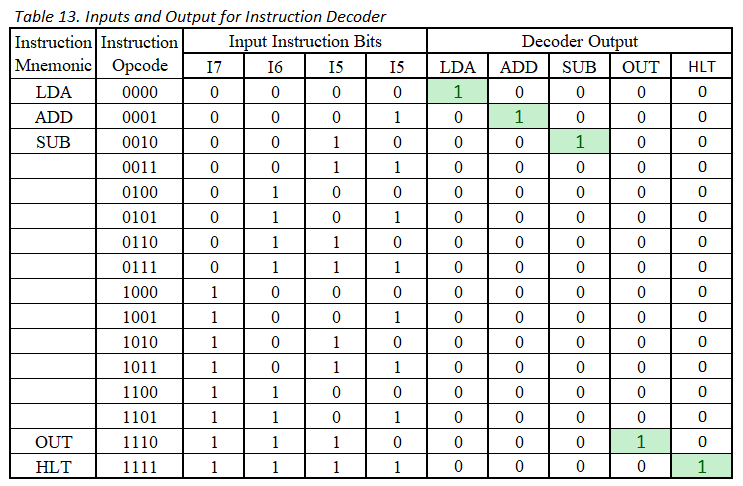 Table 13. Inputs and Output for Instruction Decoder
Instruction Mnemonic Instruction Opcode Input Instruction Bits Decoder Output
I7 I6 I5 I5 LDA ADD SUB OUT HLT
LDA 0000 0 0 0 0 1 0 0 0 0
ADD 0001 0 0 0 1 0 1 0 0 0
SUB 0010 0 0 1 0 0 0 1 0 0
0011 0 0 1 1 0 0 0 0 0
0100 0 1 0 0 0 0 0 0 0
0101 0 1 0 1 0 0 0 0 0
0110 0 1 1 0 0 0 0 0 0
0111 0 1 1 1 0 0 0 0 0
1000 1 0 0 0 0 0 0 0 0
1001 1 0 0 1 0 0 0 0 0
1010 1 0 1 0 0 0 0 0 0
1011 1 0 1 1 0 0 0 0 0
1100 1 1 0 0 0 0 0 0 0
1101 1 1 0 1 0 0 0 0 0
OUT 1110 1 1 1 0 0 0 0 1 0
HLT 1111 1 1 1 1 0 0 0 0 1